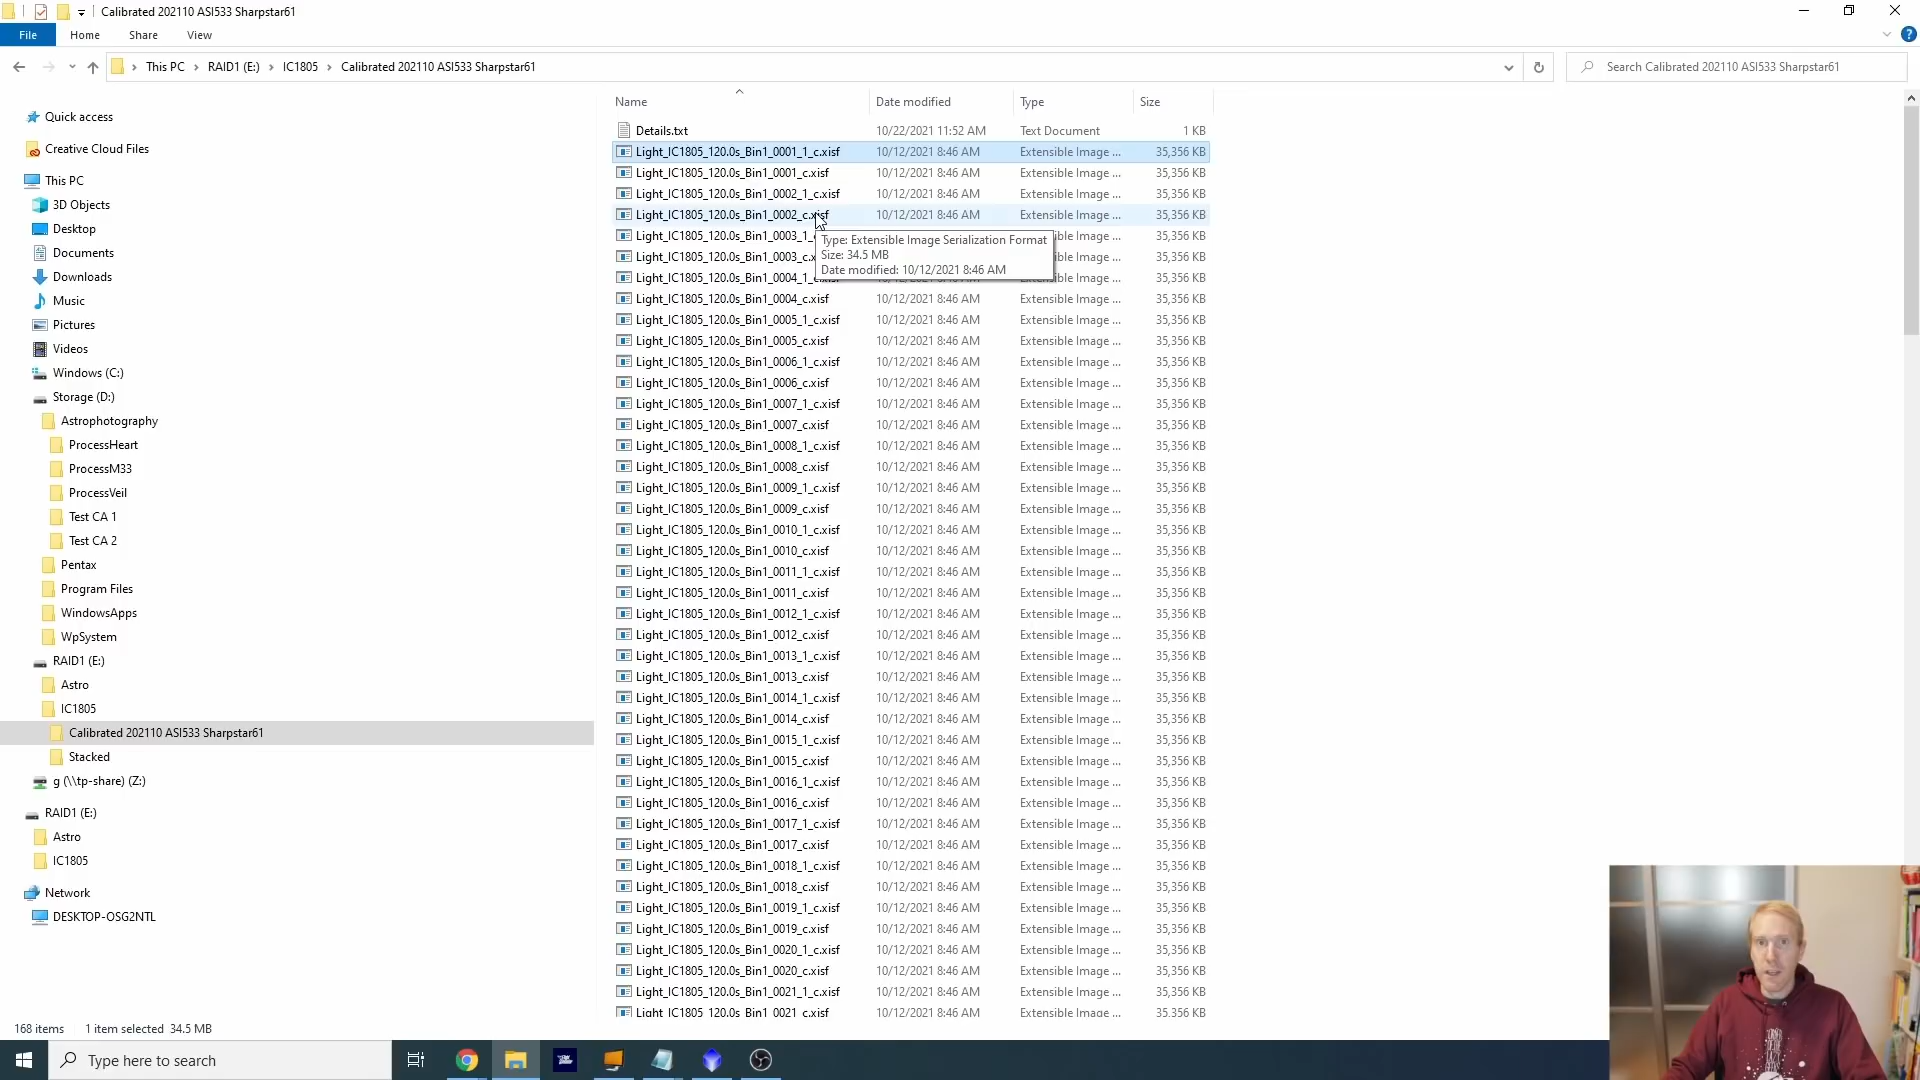 Calibrated 202110 ASI533 Sharpstar61
File Home Share View
This PC RAID1 (E:) IC1805 Calibrated 202110 ASI533 Sharpstar61
Search Calibrated 202110 ASI533 Sharpstar61
Quick access
Creative Cloud Files
This PC
3D Objects
Desktop
Documents
Downloads
Music
Pictures
Videos
Windows (C:)
Storage (D:)
Astrophotography
ProcessHeart
ProcessM33
ProcessVeil
Test CA 1
Test CA 2
Pentax
Program Files
WindowsApps
WpSystem
RAID1 (E:)
Astro
IC1805
Calibrated 202110 ASI533 Sharpstar61
Stacked
g (\\tp-share) (Z:)
RAID1 (E:)
Astro
IC1805
Network
DESKTOP-OSG2NTL
Name Date modified Type Size
Details.txt 10/22/2021 11:52 AM Text Document 1 KB
Light_IC1805_120.0s_Bin1_0001_1_c.xisf 10/12/2021 8:46 AM Extensible Image ... 35,356 KB
Light_IC1805_120.0s_Bin1_0001_c.xisf 10/12/2021 8:46 AM Extensible Image ... 35,356 KB
Light_IC1805_120.0s_Bin1_0002_1_c.xisf 10/12/2021 8:46 AM Extensible Image ... 35,356 KB
Light_IC1805_120.0s_Bin1_0002_c.xisf 10/12/2021 8:46 AM Extensible Image ... 35,356 KB
Light_IC1805_120.0s_Bin1_0003_1_ ible Image ... 35,356 KB
Light_IC1805_120.0s_Bin1_0003_c.x ible Image ... 35,356 KB
Light_IC1805_120.0s_Bin1_0004_1_c.xisf 10/12/2021 8:46 AM Extensible Image ... 35,356 KB
Type: Extensible Image Serialization Format
Size: 34.5 MB
Date modified: 10/12/2021 8:46 AM
Light_IC1805_120.0s_Bin1_0004_c.xisf 10/12/2021 8:46 AM Extensible Image ... 35,356 KB
Light_IC1805_120.0s_Bin1_0005_1_c.xisf 10/12/2021 8:46 AM Extensible Image ... 35,356 KB
Light_IC1805_120.0s_Bin1_0005_c.xisf 10/12/2021 8:46 AM Extensible Image ... 35,356 KB
Light_IC1805_120.0s_Bin1_0006_1_c.xisf 10/12/2021 8:46 AM Extensible Image ... 35,356 KB
Light_IC1805_120.0s_Bin1_0006_c.xisf 10/12/2021 8:46 AM Extensible Image ... 35,356 KB
Light_IC1805_120.0s_Bin1_0007_1_c.xisf 10/12/2021 8:46 AM Extensible Image ... 35,356 KB
Light_IC1805_120.0s_Bin1_0007_c.xisf 10/12/2021 8:46 AM Extensible Image ... 35,356 KB
Light_IC1805_120.0s_Bin1_0008_1_c.xisf 10/12/2021 8:46 AM Extensible Image ... 35,356 KB
Light_IC1805_120.0s_Bin1_0008_c.xisf 10/12/2021 8:46 AM Extensible Image ... 35,356 KB
Light_IC1805_120.0s_Bin1_0009_1_c.xisf 10/12/2021 8:46 AM Extensible Image ... 35,356 KB
Light_IC1805_120.0s_Bin1_0009_c.xisf 10/12/2021 8:46 AM Extensible Image ... 35,356 KB
Light_IC1805_120.0s_Bin1_0010_1_c.xisf 10/12/2021 8:46 AM Extensible Image ... 35,356 KB
Light_IC1805_120.0s_Bin1_0010_c.xisf 10/12/2021 8:46 AM Extensible Image ... 35,356 KB
Light_IC1805_120.0s_Bin1_0011_1_c.xisf 10/12/2021 8:46 AM Extensible Image ... 35,356 KB
Light_IC1805_120.0s_Bin1_0011_c.xisf 10/12/2021 8:46 AM Extensible Image ... 35,356 KB
Light_IC1805_120.0s_Bin1_0012_1_c.xisf 10/12/2021 8:46 AM Extensible Image ... 35,356 KB
Light_IC1805_120.0s_Bin1_0012_c.xisf 10/12/2021 8:46 AM Extensible Image ... 35,356 KB
Light_IC1805_120.0s_Bin1_0013_1_c.xisf 10/12/2021 8:46 AM Extensible Image ... 35,356 KB
Light_IC1805_120.0s_Bin1_0013_c.xisf 10/12/2021 8:46 AM Extensible Image ... 35,356 KB
Light_IC1805_120.0s_Bin1_0014_1_c.xisf 10/12/2021 8:46 AM Extensible Image ... 35,356 KB
Light_IC1805_120.0s_Bin1_0014_c.xisf 10/12/2021 8:46 AM Extensible Image ... 35,356 KB
Light_IC1805_120.0s_Bin1_0015_1_c.xisf 10/12/2021 8:46 AM Extensible Image ... 35,356 KB
Light_IC1805_120.0s_Bin1_0015_c.xisf 10/12/2021 8:46 AM Extensible Image ... 35,356 KB
Light_IC1805_120.0s_Bin1_0016_1_c.xisf 10/12/2021 8:46 AM Extensible Image ... 35,356 KB
Light_IC1805_120.0s_Bin1_0016_c.xisf 10/12/2021 8:46 AM Extensible Image ... 35,356 KB
Light_IC1805_120.0s_Bin1_0017_1_c.xisf 10/12/2021 8:46 AM Extensible Image ... 35,356 KB
Light_IC1805_120.0s_Bin1_0017_c.xisf 10/12/2021 8:46 AM Extensible Image ... 35,356 KB
Light_IC1805_120.0s_Bin1_0018_1_c.xisf 10/12/2021 8:46 AM Extensible Image ... 35,356 KB
Light_IC1805_120.0s_Bin1_0018_c.xisf 10/12/2021 8:46 AM Extensible Image ... 35,356 KB
Light_IC1805_120.0s_Bin1_0019_1_c.xisf 10/12/2021 8:46 AM Extensible Image ... 35,356 KB
Light_IC1805_120.0s_Bin1_0019_c.xisf 10/12/2021 8:46 AM Extensible Image ... 35,356 KB
Light_IC1805_120.0s_Bin1_0020_1_c.xisf 10/12/2021 8:46 AM Extensible Image ... 35,356 KB
Light_IC1805_120.0s_Bin1_0020_c.xisf 10/12/2021 8:46 AM Extensible Image ... 35,356 KB
Light_IC1805_120.0s_Bin1_0021_1_c.xisf 10/12/2021 8:46 AM Extensible Image ... 35,356 KB
Light_IC1805_120.0s_Bin1_0021_c.xisf 10/12/2021 8:46 AM Extensible Image ... 35,356 KB
168 items 1 item selected 34.5 MB
Type here to search